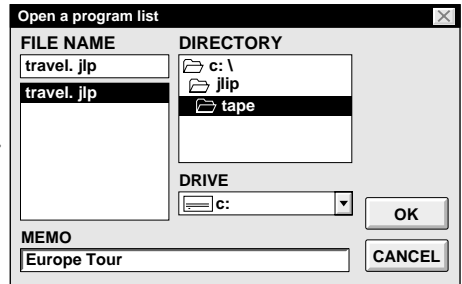 Open a program list
FILE NAME
travel. jlp
travel. jlp
DIRECTORY
c: \
jlip
tape
DRIVE
c:
OK
MEMO
Europe Tour
CANCEL